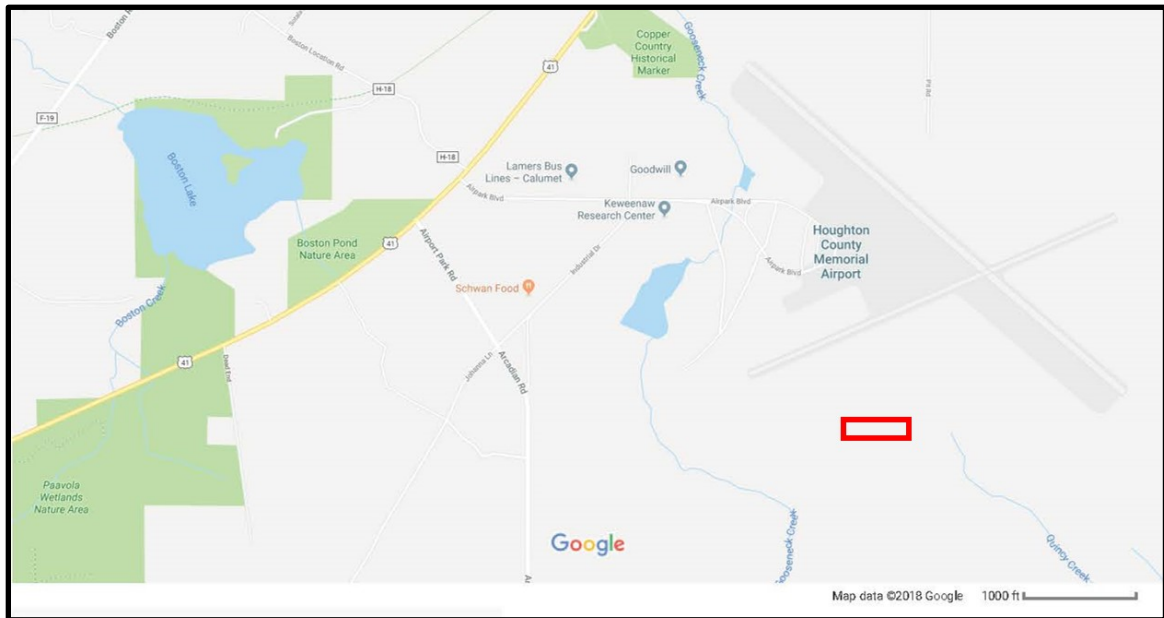 Boston R
Boston Location Rd
41
Copper
Country
Historical
Marker
Gooseneck Creek
Pit Rd
H-18
F-19
Boston Lake
H-18
Lamers Bus
Lines – Calumet
Goodwill
Airpark Blvd
Keweenaw
Research Center
Airpark Blvd
Houghton
County
Memorial
Airport
Airpark Blvd
Boston Pond
Nature Area
41
Airport Park Rd
Industrial Dr
Schwan Food
Boston Creek
41
Dead End
Johanna Ln
Arcadian Rd
Paavola
Wetlands
Nature Area
Google
Gooseneck Creek
Quincy Creek
Map data ©2018 Google
1000 ft